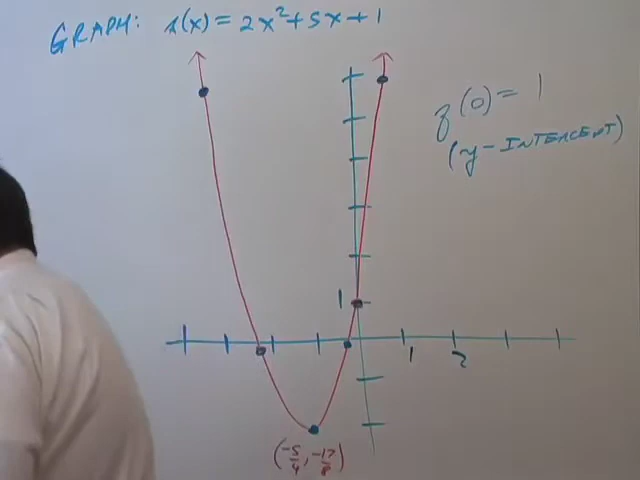 GRAPH: r(x) = 2x² + 5x + 1
g(0) = 1
(y-INTERCEPT)
1
1 2
(-5/4, -17/8)